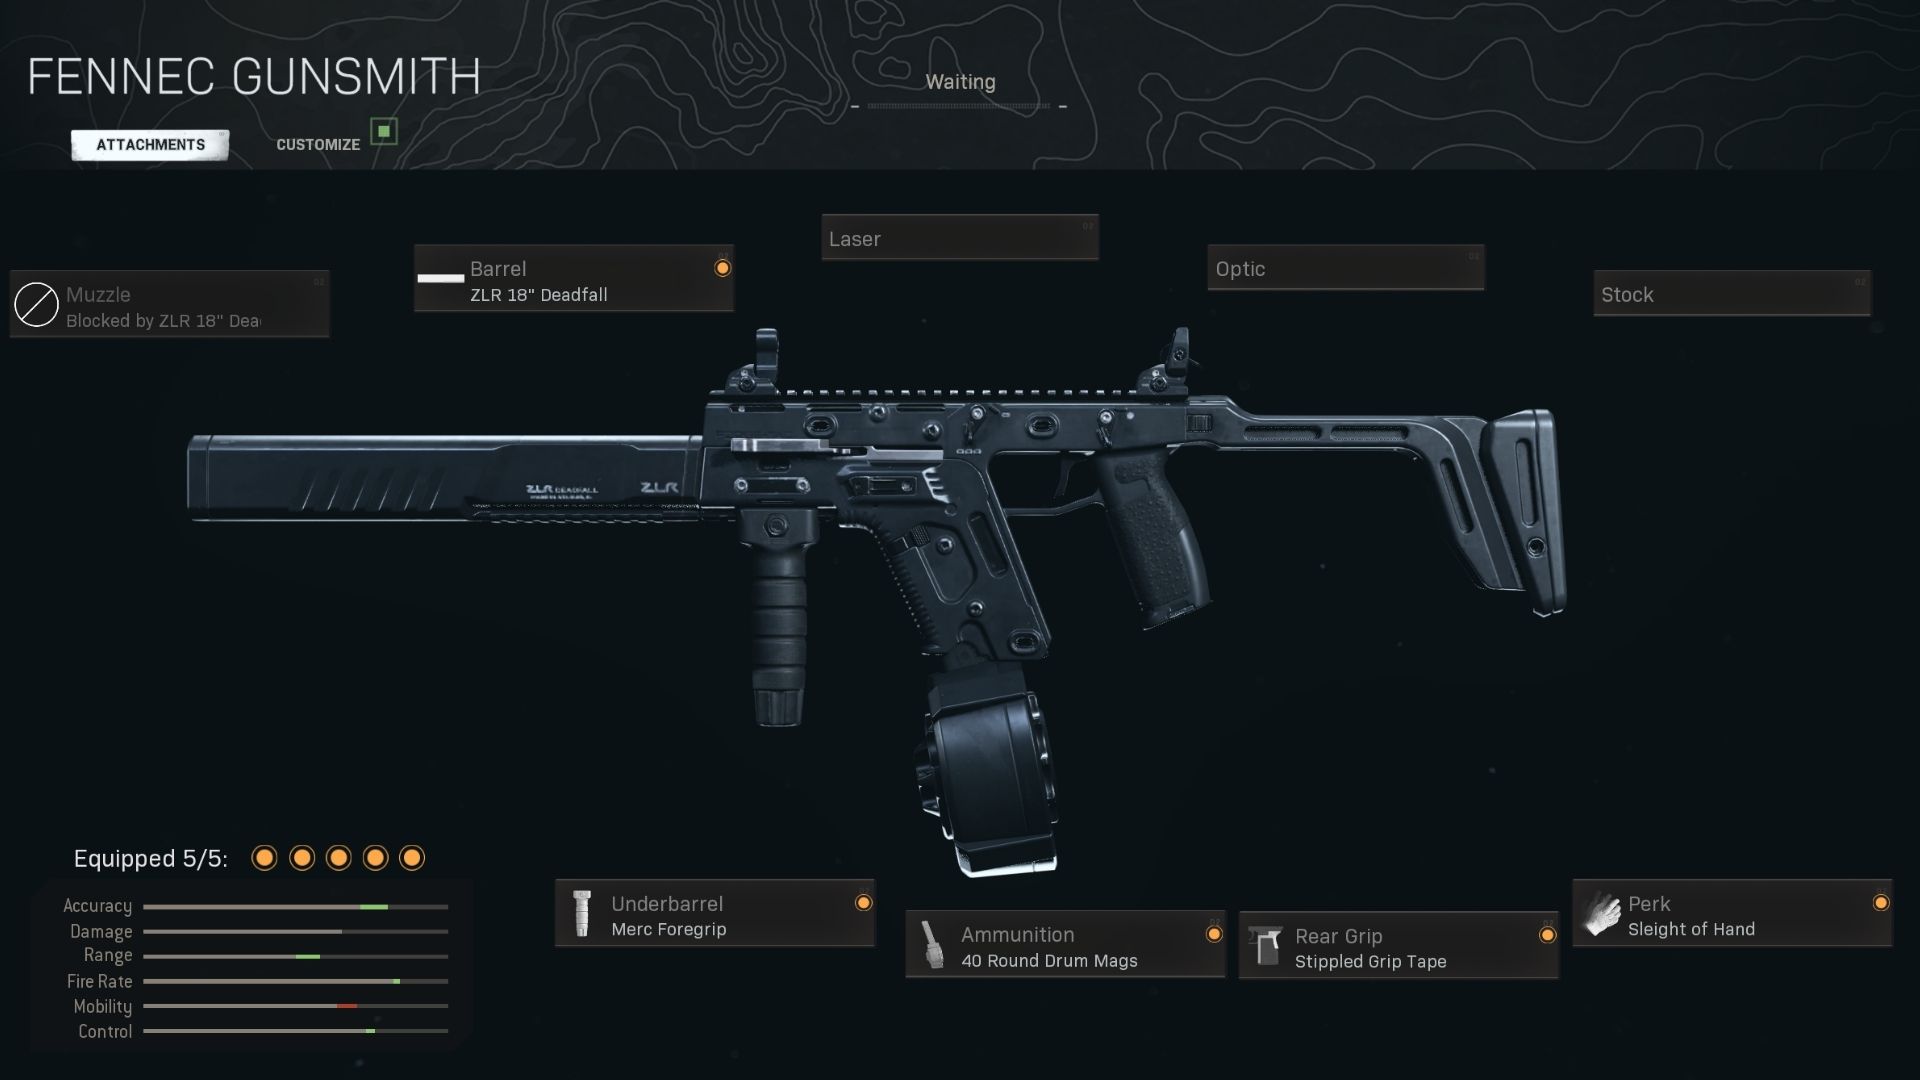 FENNEC GUNSMITH
Waiting
ATTACHMENTS
CUSTOMIZE
Laser
Barrel
ZLR 18" Deadfall
Optic
Muzzle
Blocked by ZLR 18" Dea
Stock
ZLR DEADFALL
ZLR
Equipped 5/5:
Accuracy
Damage
Range
Fire Rate
Mobility
Control
Underbarrel
Merc Foregrip
Ammunition
40 Round Drum Mags
Rear Grip
Stippled Grip Tape
Perk
Sleight of Hand